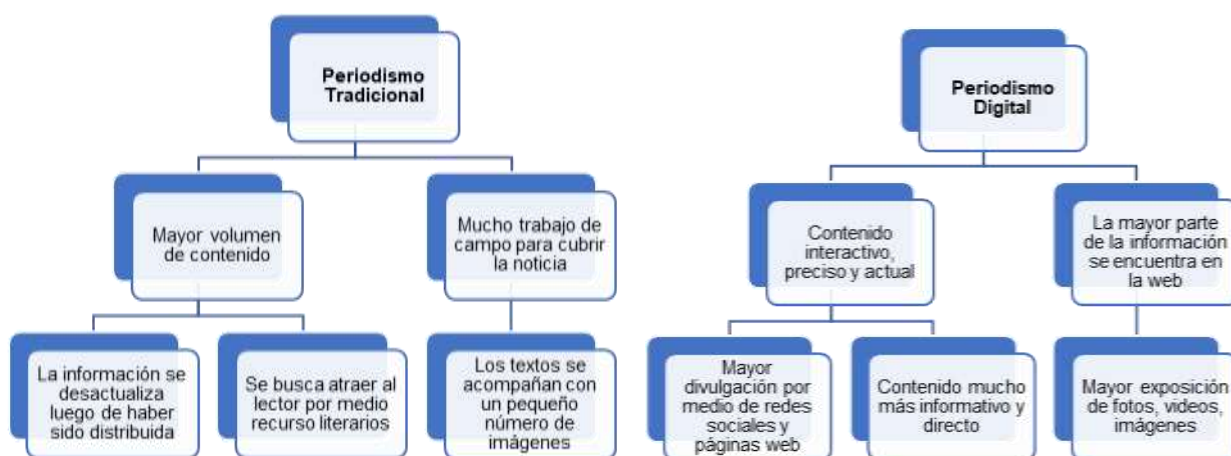 Periodismo
Tradicional
Mayor volumen
de contenido
Mucho trabajo de
campo para cubrir
la noticia
La información se
desactualiza
luego de haber
sido distribuida
Se busca atraer al
lector por medio
recurso literarios
Los textos se
acompañan con
un pequeño
número de
imágenes
Periodismo
Digital
Contenido
interactivo,
preciso y actual
La mayor parte
de la información
se encuentra en
la web
Mayor
divulgación por
medio de redes
sociales y
páginas web
Contenido mucho
más informativo y
directo
Mayor exposición
de fotos, videos,
imágenes